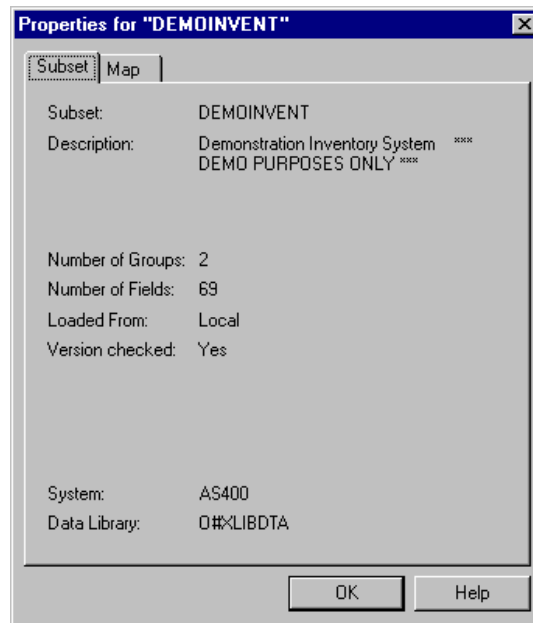 Properties for "DEMOINVENT"
Subset Map
Subset: DEMOINVENT
Description: Demonstration Inventory System ***
DEMO PURPOSES ONLY ***
Number of Groups: 2
Number of Fields: 69
Loaded From: Local
Version checked: Yes
System: AS400
Data Library: O#XLIBDTA
OK Help